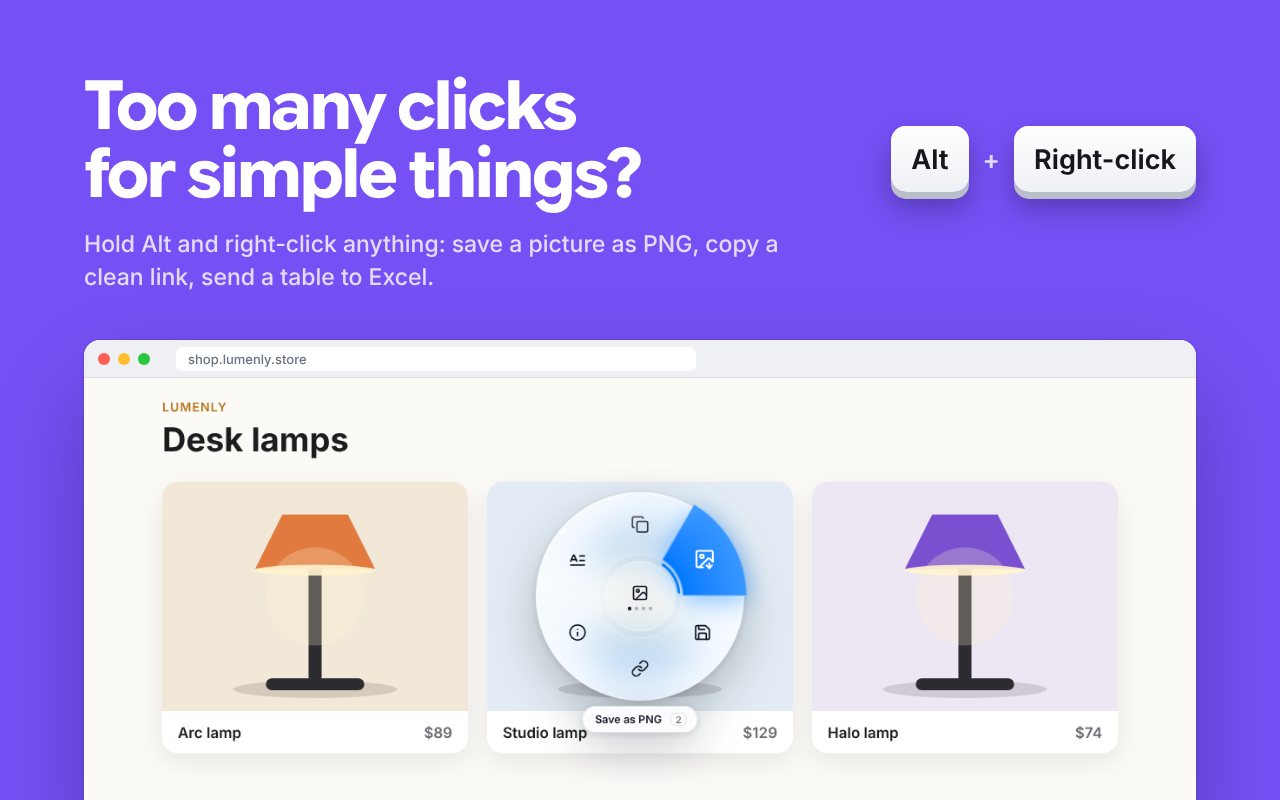 Too many clicks
for simple things?
Alt + Right-click
Hold Alt and right-click anything: save a picture as PNG, copy a
clean link, send a table to Excel.
shop.lumenly.store
LUMENLY
Desk lamps
A
Save as PNG 2
Arc lamp $89
Studio lamp $129
Halo lamp $74